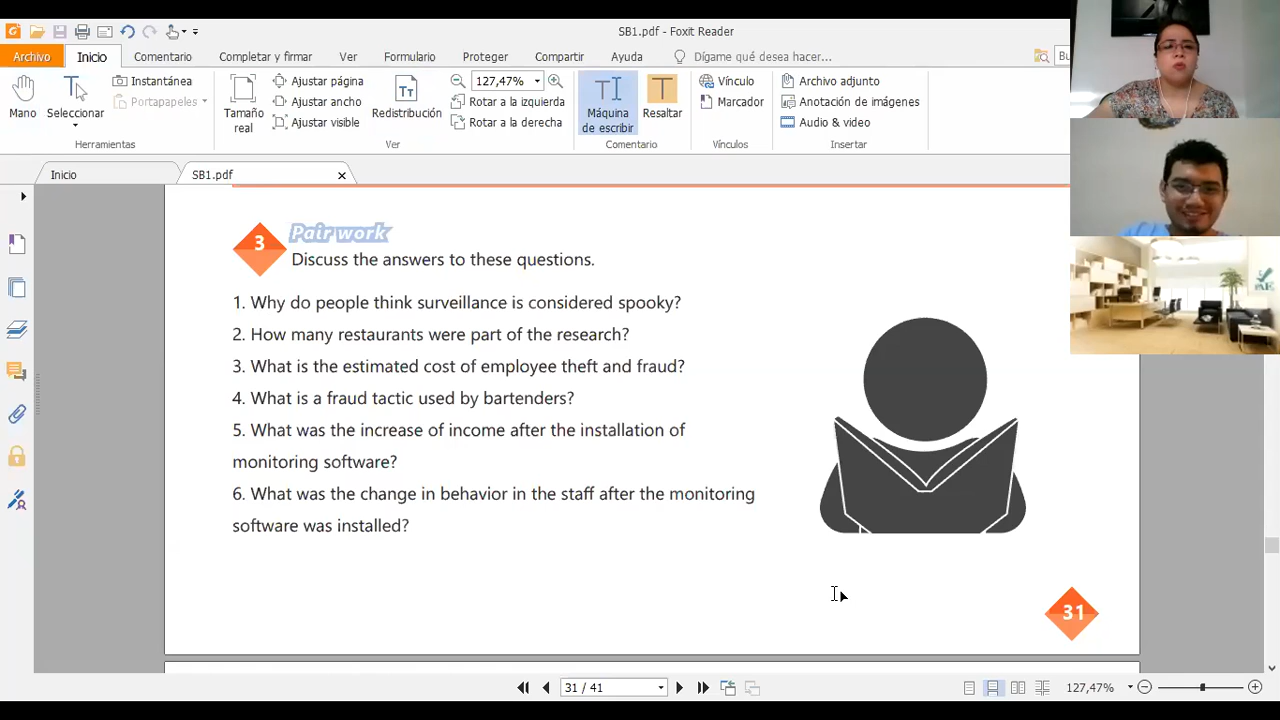 SB1.pdf - Foxit Reader
Archivo Inicio Comentario Completar y firmar Ver Formulario Proteger Compartir Ayuda Dígame qué desea hacer...
Mano
Seleccionar
Instantánea
Portapapeles
Herramientas
Tamaño real
Ajustar página
Ajustar ancho
Ajustar visible
Redistribución
127,47%
Rotar a la izquierda
Rotar a la derecha
Ver
Máquina de escribir
Resaltar
Comentario
Vínculo
Marcador
Vínculos
Archivo adjunto
Anotación de imágenes
Audio & video
Insertar
Inicio SB1.pdf
3 Pair work
Discuss the answers to these questions.
1. Why do people think surveillance is considered spooky?
2. How many restaurants were part of the research?
3. What is the estimated cost of employee theft and fraud?
4. What is a fraud tactic used by bartenders?
5. What was the increase of income after the installation of
monitoring software?
6. What was the change in behavior in the staff after the monitoring
software was installed?
31
31 / 41
127,47%